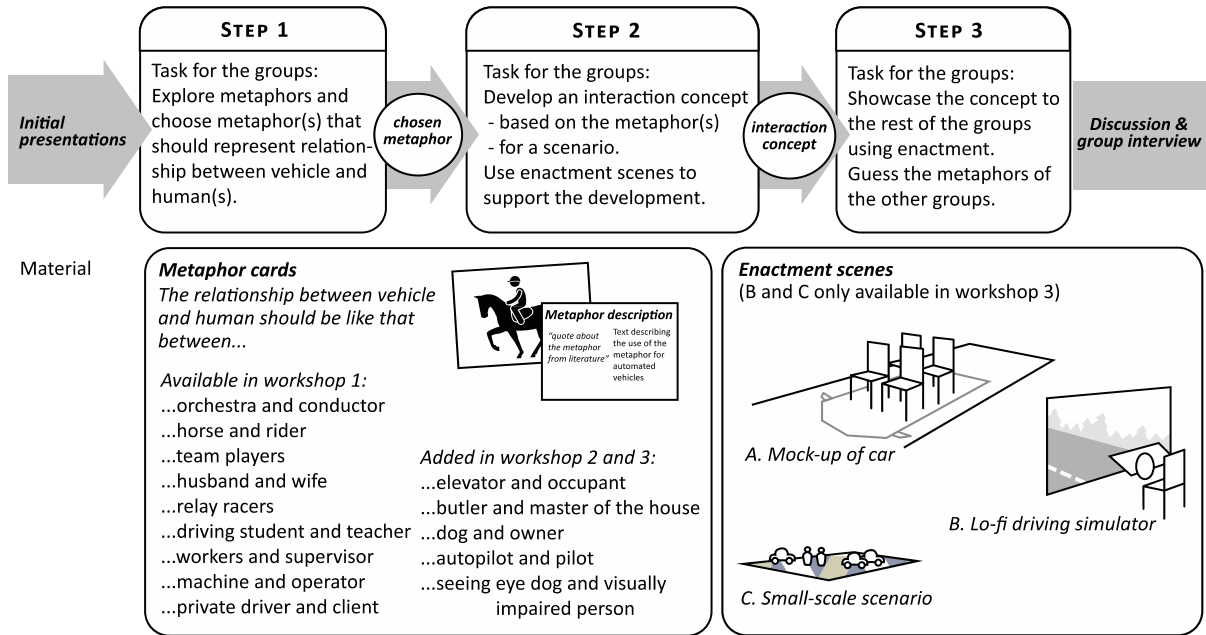 Initial
presentations
STEP 1
Task for the groups:
Explore metaphors and
choose metaphor(s) that
should represent relation-
ship between vehicle and
human(s).
chosen
metaphor
STEP 2
Task for the groups:
Develop an interaction concept
- based on the metaphor(s)
- for a scenario.
Use enactment scenes to
support the development.
interaction
concept
STEP 3
Task for the groups:
Showcase the concept to
the rest of the groups
using enactment.
Guess the metaphors of
the other groups.
Discussion &
group interview
Material
Metaphor cards
The relationship between vehicle
and human should be like that
between...
Metaphor description
"quote about
the metaphor
from literature"
Text describing
the use of the
metaphor for
automated
vehicles
Available in workshop 1:
...orchestra and conductor
...horse and rider
...team players
...husband and wife
...relay racers
...driving student and teacher
...workers and supervisor
...machine and operator
...private driver and client
Added in workshop 2 and 3:
...elevator and occupant
...butler and master of the house
...dog and owner
...autopilot and pilot
...seeing eye dog and visually
impaired person
Enactment scenes
(B and C only available in workshop 3)
A. Mock-up of car
B. Lo-fi driving simulator
C. Small-scale scenario